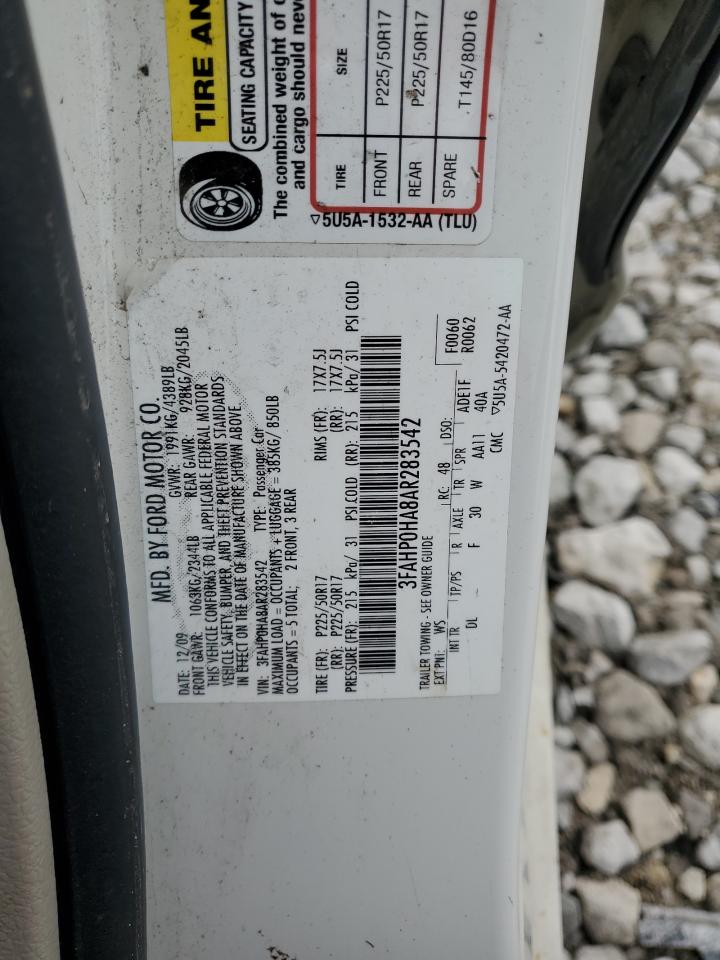 TIRE AN
SEATING CAPACITY
The combined weight of
and cargo should neve
TIRE SIZE
FRONT P225/50R17
REAR P225/50R17
SPARE T145/80D16
▽5U5A-1532-AA (TLU)
MFD. BY FORD MOTOR CO.
DATE: 12/09 GVWR: 1991KG/4389LB
FRONT GAWR: 1063KG/2344LB REAR GAWR: 928KG/2045LB
THIS VEHICLE CONFORMS TO ALL APPLICABLE FEDERAL MOTOR
VEHICLE SAFETY, BUMPER, AND THEFT PREVENTION STANDARDS
IN EFFECT ON THE DATE OF MANUFACTURE SHOWN ABOVE.
VIN: 3FAHP0HA8AR283542 TYPE: Passenger Car
MAXIMUM LOAD = OCCUPANTS + LUGGAGE = 385KG/ 850LB
OCCUPANTS = 5 TOTAL; 2 FRONT, 3 REAR
TIRE (FR): P225/50R17 RIMS (FR): 17X7.5J
(RR): P225/50R17 (RR): 17X7.5J
PRESSURE (FR): 215 kPa/ 31 PSI COLD (RR): 215 kPa/ 31 PSI COLD
3FAHP0HA8AR283542
TRAILER TOWING - SEE OWNER GUIDE
F0060
R0062
EXT PNT: WS RC: 48 DSO:
INT TR TP/PS R AXLE TR SPR ADE1F
DL - F 30 W AA11 40A
CMC ▽5U5A-5420472-AA